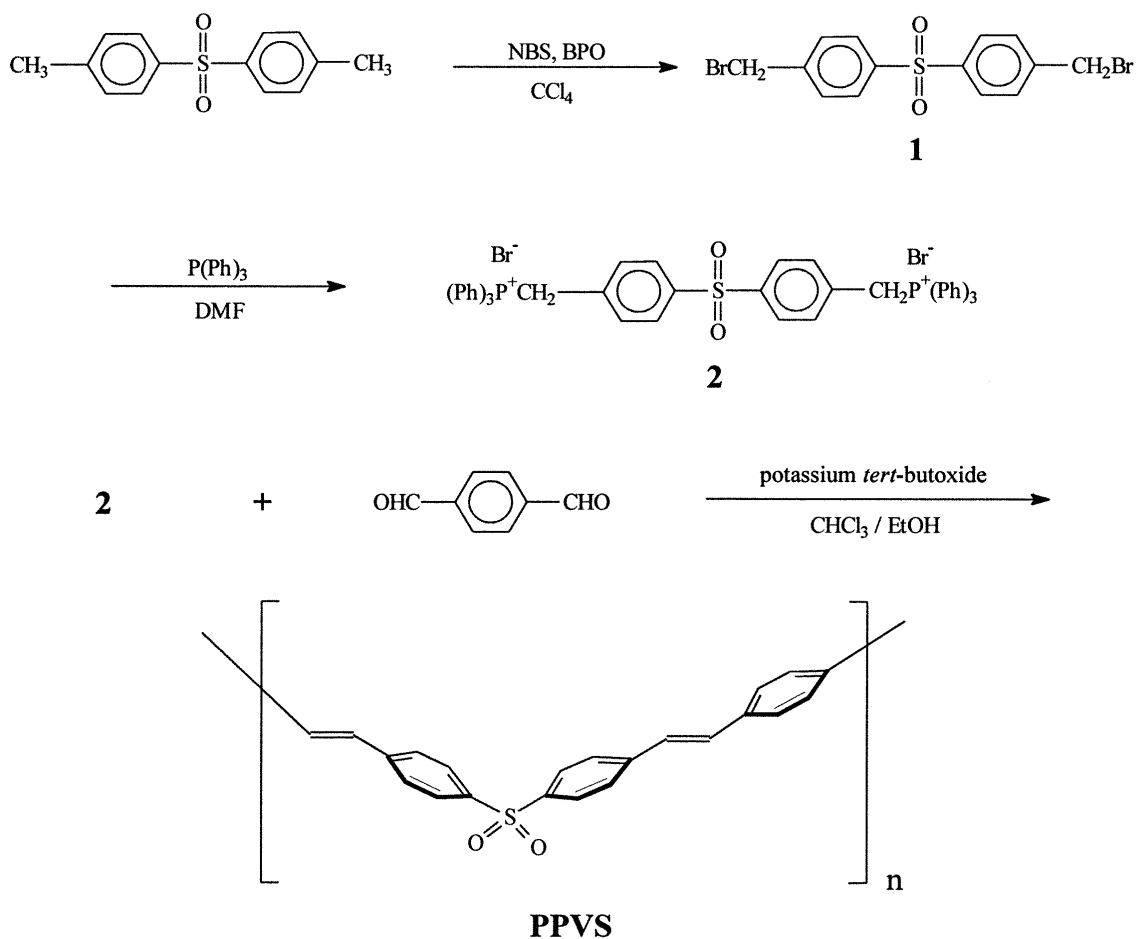 CH₃ S O O CH₃
NBS, BPO
CCl₄
BrCH₂ S O O CH₂Br
1
P(Ph)₃
DMF
Br⁻ Br⁻
(Ph)₃P⁺CH₂ S O O CH₂P⁺(Ph)₃
2
2 + OHC CHO
potassium tert-butoxide
CHCl₃ / EtOH
S
O O
n
PPVS